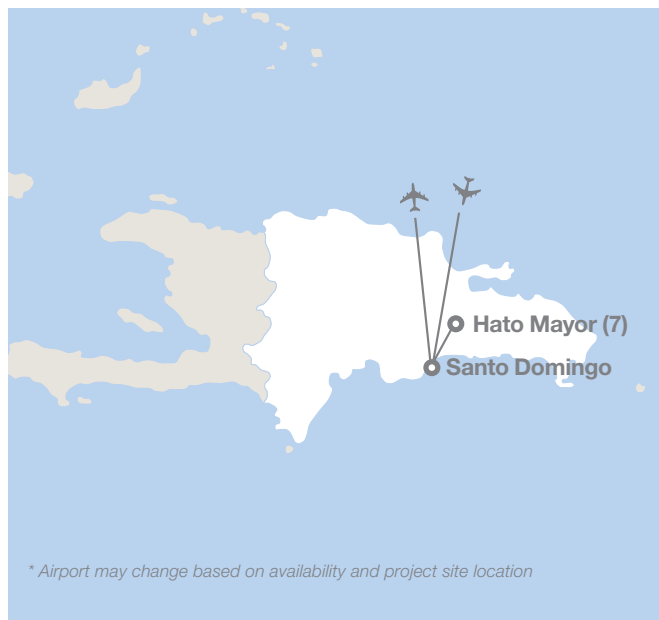 Hato Mayor (7)
Santo Domingo
* Airport may change based on availability and project site location